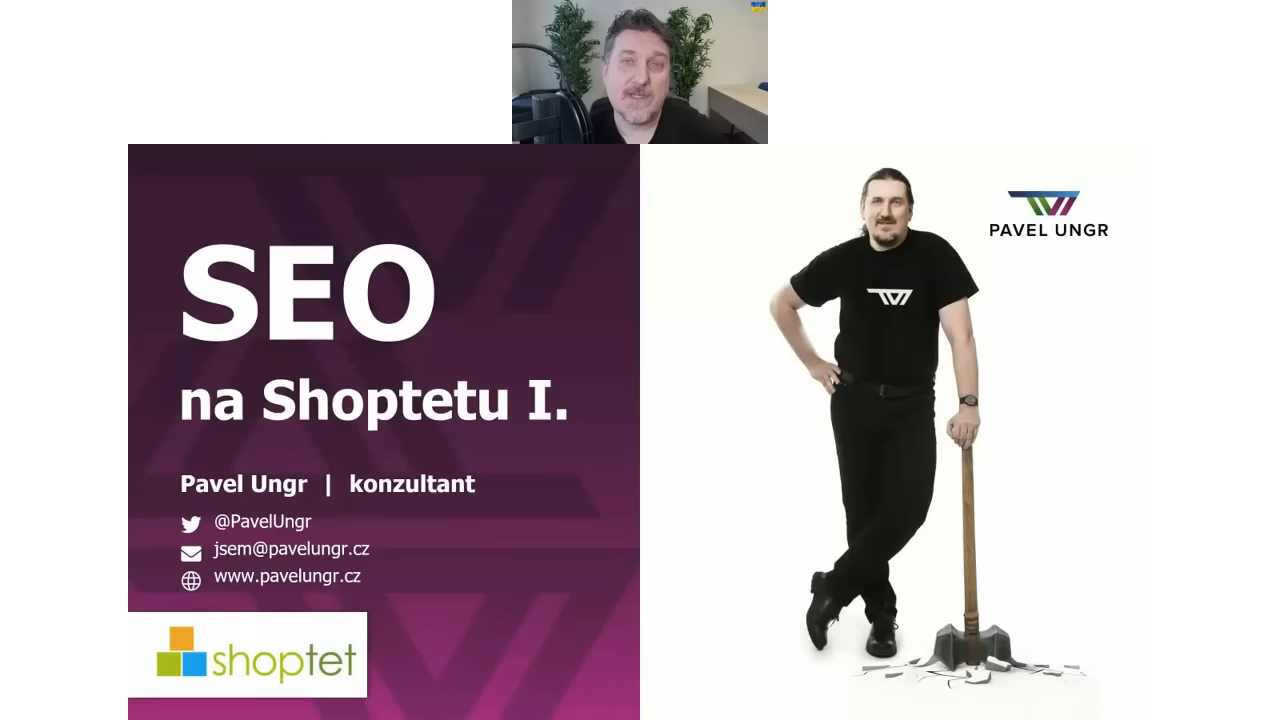 SEO
na Shoptetu I.
Pavel Ungr | konzultant
@PavelUngr
jsem@pavelungr.cz
www.pavelungr.cz
shoptet
PAVEL UNGR